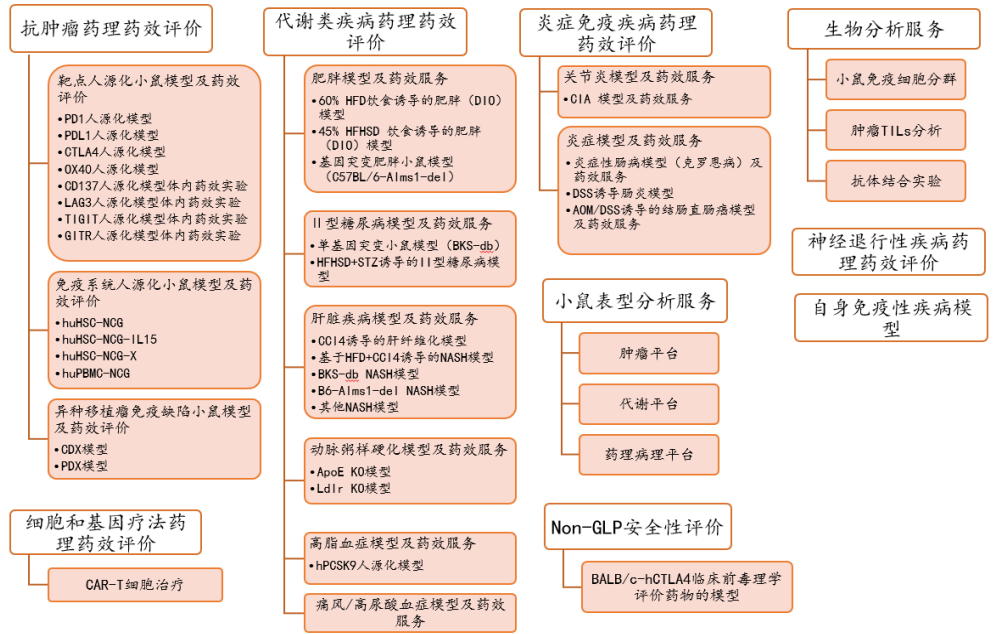 抗肿瘤药理药效评价
靶点人源化小鼠模型及药效
评价
•PD1人源化模型
•PDL1人源化模型
•CTLA4人源化模型
•OX40人源化模型
•CD137人源化模型体内药效实验
•LAG3人源化模型体内药效实验
•TIGIT人源化模型体内药效实验
•GITR人源化模型体内药效实验
免疫系统人源化小鼠模型及药
效评价
•huHSC-NCG
•huHSC-NCG-IL15
•huHSC-NCG-X
•huPBMC-NCG
异种移植瘤免疫缺陷小鼠模型
及药效评价
•CDX模型
•PDX模型
细胞和基因疗法药
理药效评价
CAR-T细胞治疗
代谢类疾病药理药效
评价
肥胖模型及药效服务
•60% HFD饮食诱导的肥胖（DIO）
模型
•45% HFHSD 饮食诱导的肥胖
（DIO）模型
•基因突变肥胖小鼠模型
（C57BL/6-Alms1-del）
II型糖尿病模型及药效服务
•单基因突变小鼠模型（BKS-db）
•HFHSD+STZ诱导的II型糖尿病模
型
肝脏疾病模型及药效服务
•CCl4诱导的肝纤维化模型
•基于HFD+CCl4诱导的NASH模型
•BKS-db NASH模型
•B6-Alms1-del NASH模型
•其他NASH模型
动脉粥样硬化模型及药效服务
•ApoE KO模型
•Ldlr KO模型
高脂血症模型及药效服务
•hPCSK9人源化模型
痛风/高尿酸血症模型及药效
服务
炎症免疫疾病药理
药效评价
关节炎模型及药效服务
•CIA 模型及药效服务
炎症模型及药效服务
•炎症性肠病模型（克罗恩病）及
药效服务
•DSS诱导肠炎模型
•AOM/DSS诱导的结肠直肠癌模型
及药效服务
小鼠表型分析服务
肿瘤平台
代谢平台
药理病理平台
Non-GLP安全性评价
BALB/c-hCTLA4临床前毒理学
评价药物的模型
生物分析服务
小鼠免疫细胞分群
肿瘤TILs分析
抗体结合实验
神经退行性疾病药
理药效评价
自身免疫性疾病模
型